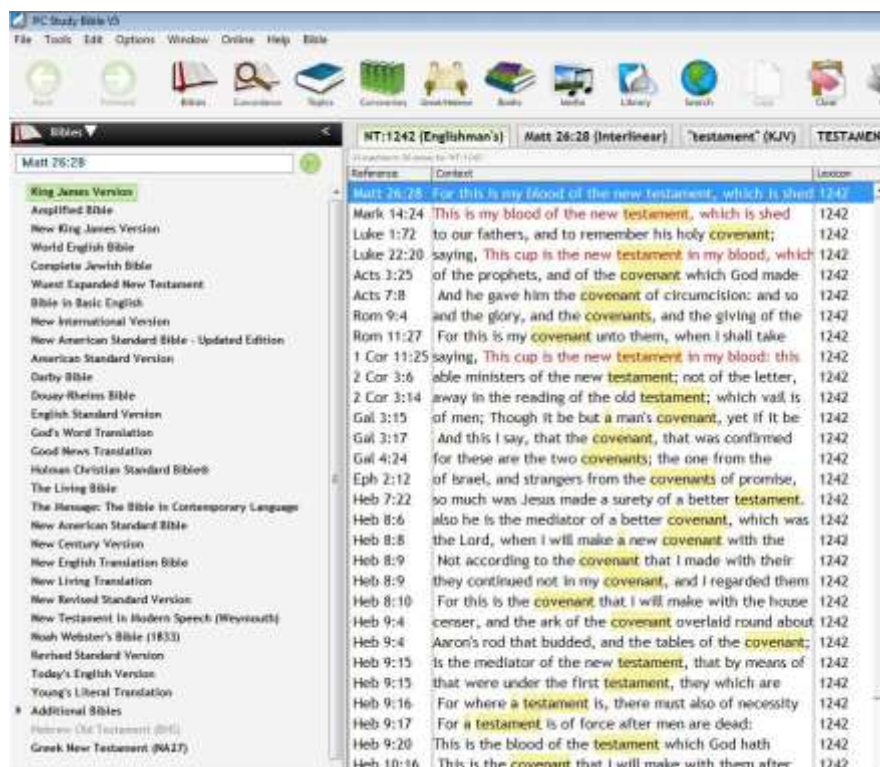 PC Study Bible V5
File Tools Edit Options Window Online Help Bible
Back Forward Bibles Concordance Topics Commentary Greek/Hebrew Books Media Library Search Copy Clear
Bibles
NT:1242 (Englishman's) Matt 26:28 (Interlinear) "testament" (KJV) TESTAMEN
Matt 26:28
Reference Context Lexicon
King James Version
Amplified Bible
New King James Version
World English Bible
Complete Jewish Bible
Wuest Expanded New Testament
Bible in Basic English
New International Version
New American Standard Bible - Updated Edition
American Standard Version
Darby Bible
Douay-Rheims Bible
English Standard Version
God's Word Translation
Good News Translation
Holman Christian Standard Bible®
The Living Bible
The Message: The Bible in Contemporary Language
New American Standard Bible
New Century Version
New English Translation Bible
New Living Translation
New Revised Standard Version
New Testament in Modern Speech (Weymouth)
Noah Webster's Bible (1833)
Revised Standard Version
Today's English Version
Young's Literal Translation
Additional Bibles
Hebrew Old Testament (BHS)
Greek New Testament (NA27)
Matt 26:28 For this is my blood of the new testament, which is shed 1242
Mark 14:24 This is my blood of the new testament, which is shed 1242
Luke 1:72 to our fathers, and to remember his holy covenant; 1242
Luke 22:20 saying, This cup is the new testament in my blood, which 1242
Acts 3:25 of the prophets, and of the covenant which God made 1242
Acts 7:8 And he gave him the covenant of circumcision: and so 1242
Rom 9:4 and the glory, and the covenants, and the giving of the 1242
Rom 11:27 For this is my covenant unto them, when I shall take 1242
1 Cor 11:25 saying, This cup is the new testament in my blood: this 1242
2 Cor 3:6 able ministers of the new testament; not of the letter, 1242
2 Cor 3:14 away in the reading of the old testament; which vail is 1242
Gal 3:15 of men; Though it be but a man's covenant, yet if it be 1242
Gal 3:17 And this I say, that the covenant, that was confirmed 1242
Gal 4:24 for these are the two covenants; the one from the 1242
Eph 2:12 of Israel, and strangers from the covenants of promise, 1242
Heb 7:22 so much was Jesus made a surety of a better testament. 1242
Heb 8:6 also he is the mediator of a better covenant, which was 1242
Heb 8:8 the Lord, when I will make a new covenant with the 1242
Heb 8:9 Not according to the covenant that I made with their 1242
Heb 8:9 they continued not in my covenant, and I regarded them 1242
Heb 8:10 For this is the covenant that I will make with the house 1242
Heb 9:4 censer, and the ark of the covenant overlaid round about 1242
Heb 9:4 Aaron's rod that budded, and the tables of the covenant; 1242
Heb 9:15 is the mediator of the new testament, that by means of 1242
Heb 9:15 that were under the first testament, they which are 1242
Heb 9:16 For where a testament is, there must also of necessity 1242
Heb 9:17 For a testament is of force after men are dead: 1242
Heb 9:20 This is the blood of the testament which God hath 1242
Heb 10:16 This is the covenant that I will make with them after 1242